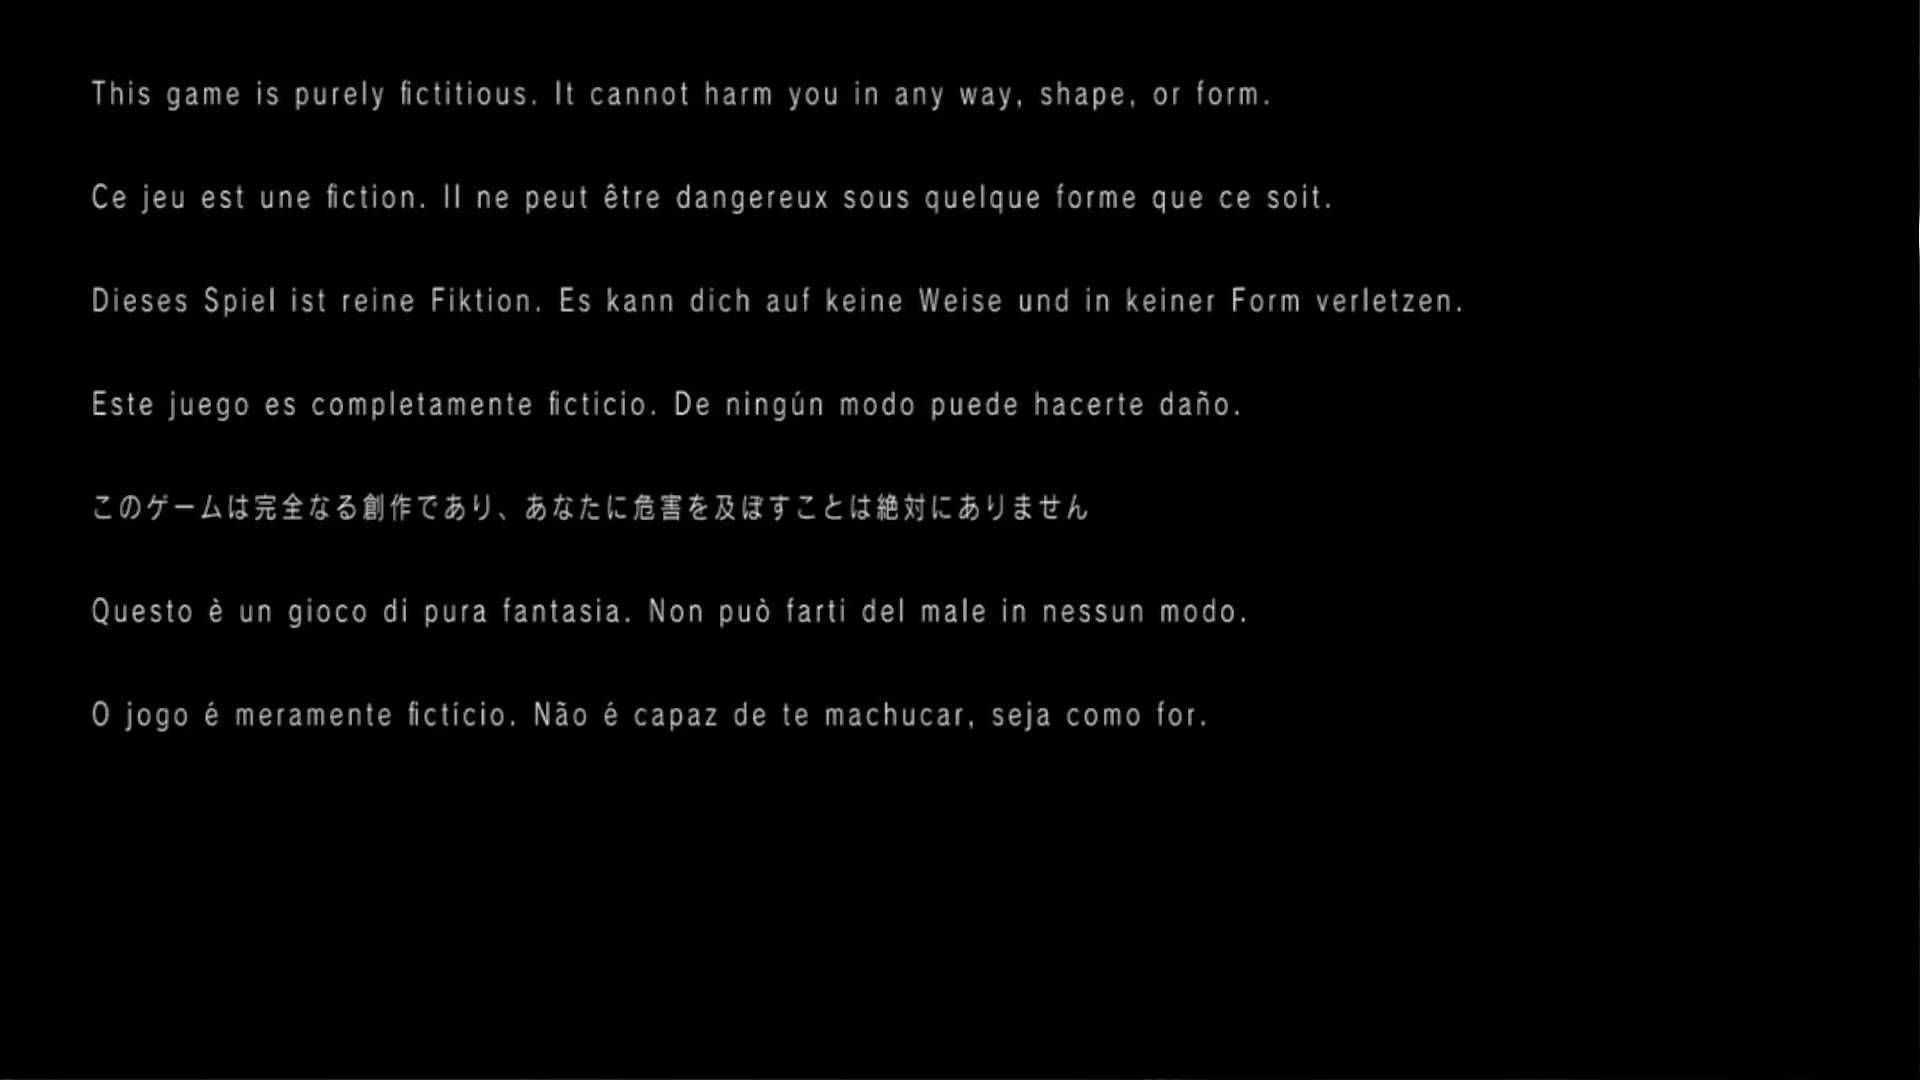 This game is purely fictitious. It cannot harm you in any way, shape, or form.
Ce jeu est une fiction. Il ne peut être dangereux sous quelque forme que ce soit.
Dieses Spiel ist reine Fiktion. Es kann dich auf keine Weise und in keiner Form verletzen.
Este juego es completamente ficticio. De ningún modo puede hacerte daño.
このゲームは完全なる創作であり、あなたに危害を及ぼすことは絶対にありません
Questo è un gioco di pura fantasia. Non può farti del male in nessun modo.
O jogo é meramente fictício. Não é capaz de te machucar, seja como for.